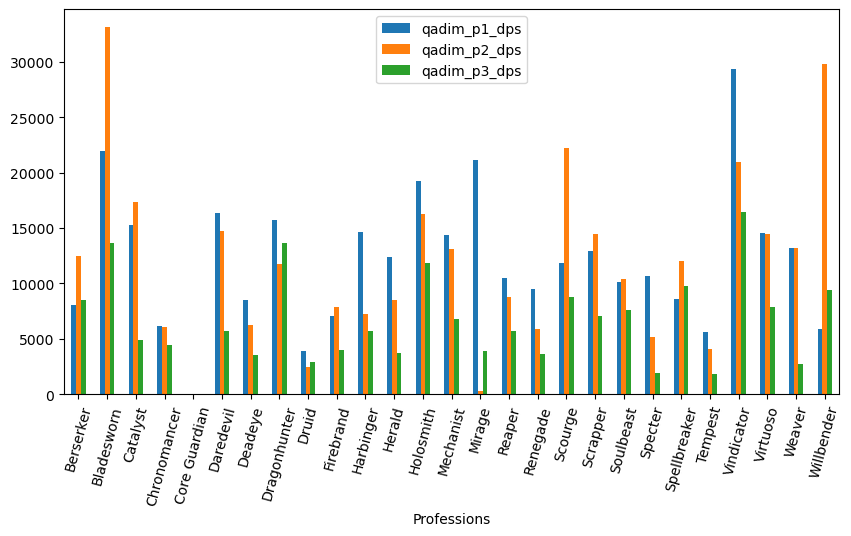 qadim_p1_dps
qadim_p2_dps
qadim_p3_dps
30000
25000
20000
15000
10000
5000
0
Berserker
Bladesworn
Catalyst
Chronomancer
Core Guardian
Daredevil
Deadeye
Dragonhunter
Druid
Firebrand
Harbinger
Herald
Holosmith
Mechanist
Mirage
Reaper
Renegade
Scourge
Scrapper
Soulbeast
Specter
Spellbreaker
Tempest
Vindicator
Virtuoso
Weaver
Willbender
Professions